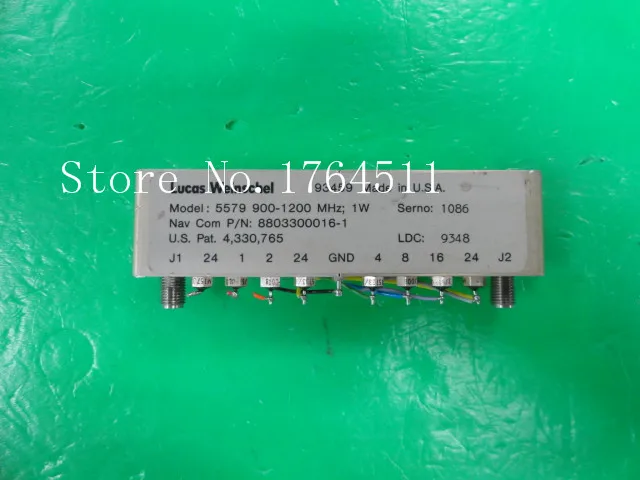 Store No. 1764511
Lucas Weinschel 93459 Made in U.S.A.
Model: 5579 900-1200 MHz; 1W Serno: 1086
Nav Com P/N: 8803300016-1
U.S. Pat. 4,330,765 LDC: 9348
J1 24 1 2 24 GND 4 8 16 24 J2